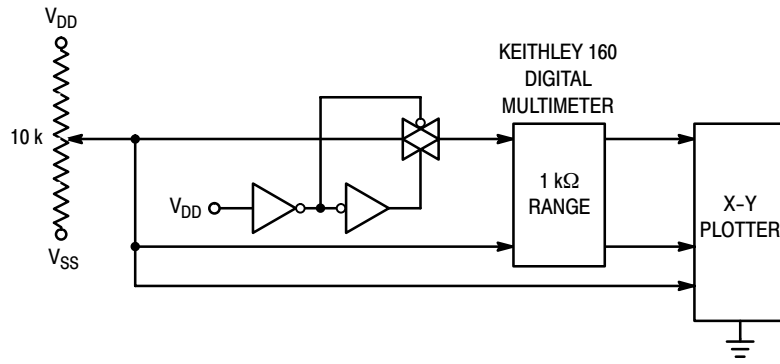 V_DD
10 k
V_SS
V_DD
KEITHLEY 160
DIGITAL
MULTIMETER
1 kΩ
RANGE
X-Y
PLOTTER